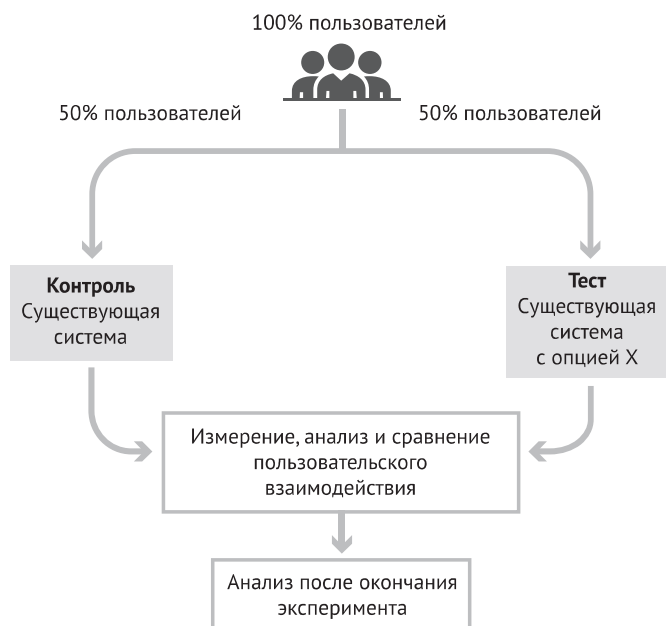 100% пользователей
50% пользователей
50% пользователей
Контроль
Существующая
система
Тест
Существующая
система
с опцией X
Измерение, анализ и сравнение
пользовательского
взаимодействия
Анализ после окончания
эксперимента